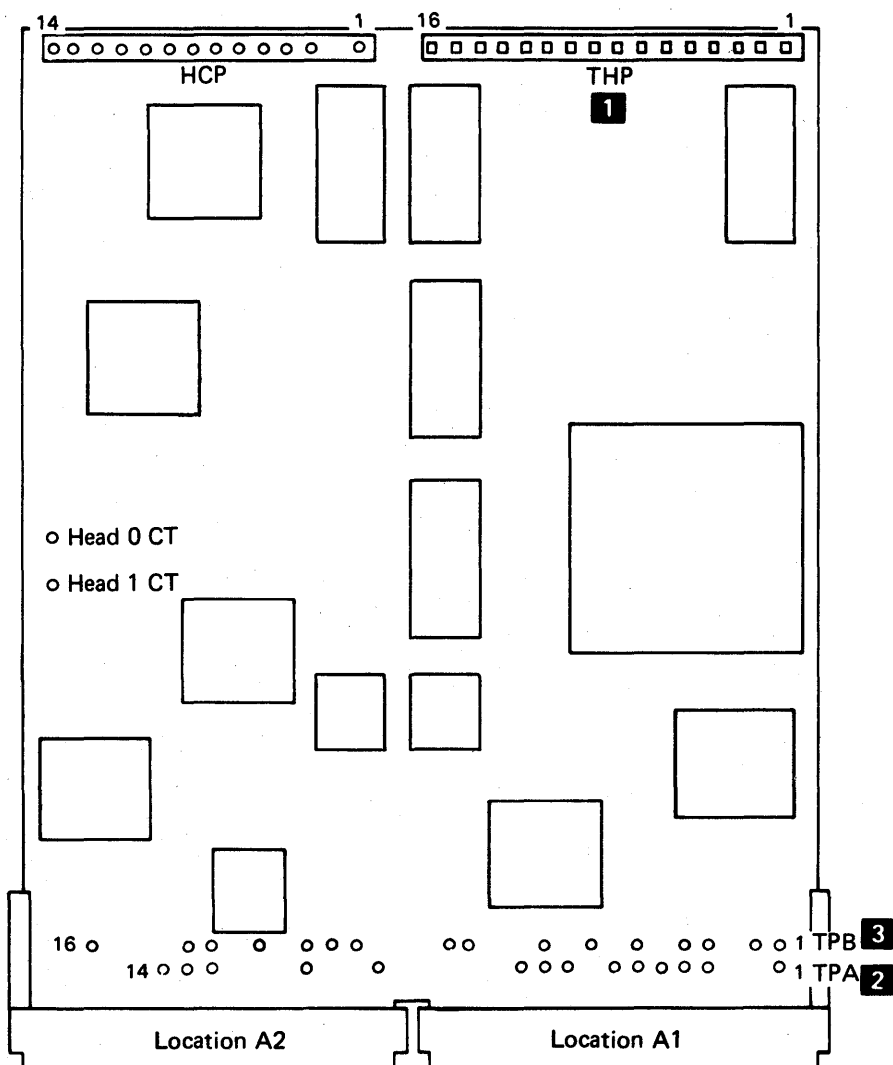 14 1 16 1
HCP THP
1
Head 0 CT
Head 1 CT
16 1 TPB 3
14 1 TPA 2
Location A2 Location A1